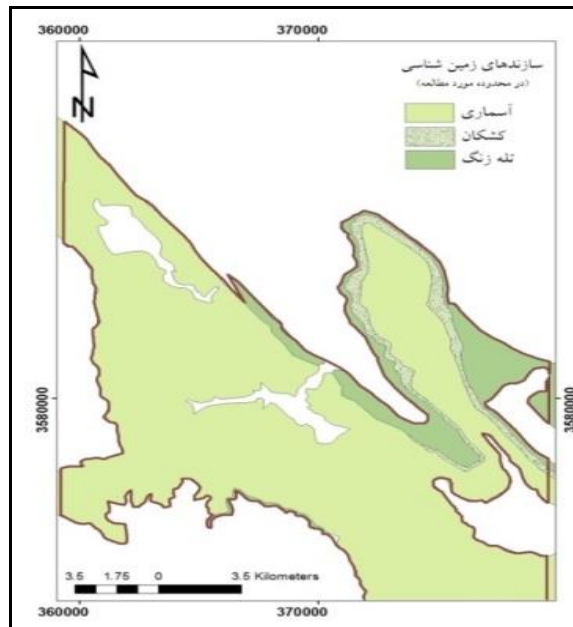 360000 370000
سازندهای زمین شناسی
(در محدوده مورد مطالعه)
آسماری
کشکان
تله زنگ
N
3580000 3580000
3.5 1.75 0 3.5 Kilometers
360000 370000